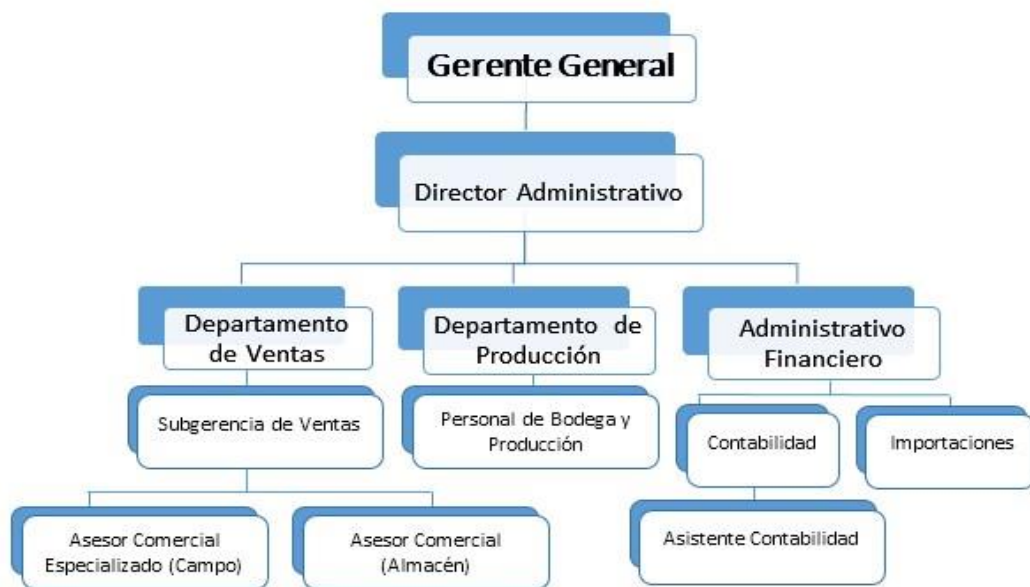 Gerente General
Director Administrativo
Departamento
de Ventas
Departamento de
Producción
Administrativo
Financiero
Subgerencia de Ventas
Personal de Bodega y
Producción
Contabilidad
Importaciones
Asesor Comercial
Especializado (Campo)
Asesor Comercial
(Almacén)
Asistente Contabilidad